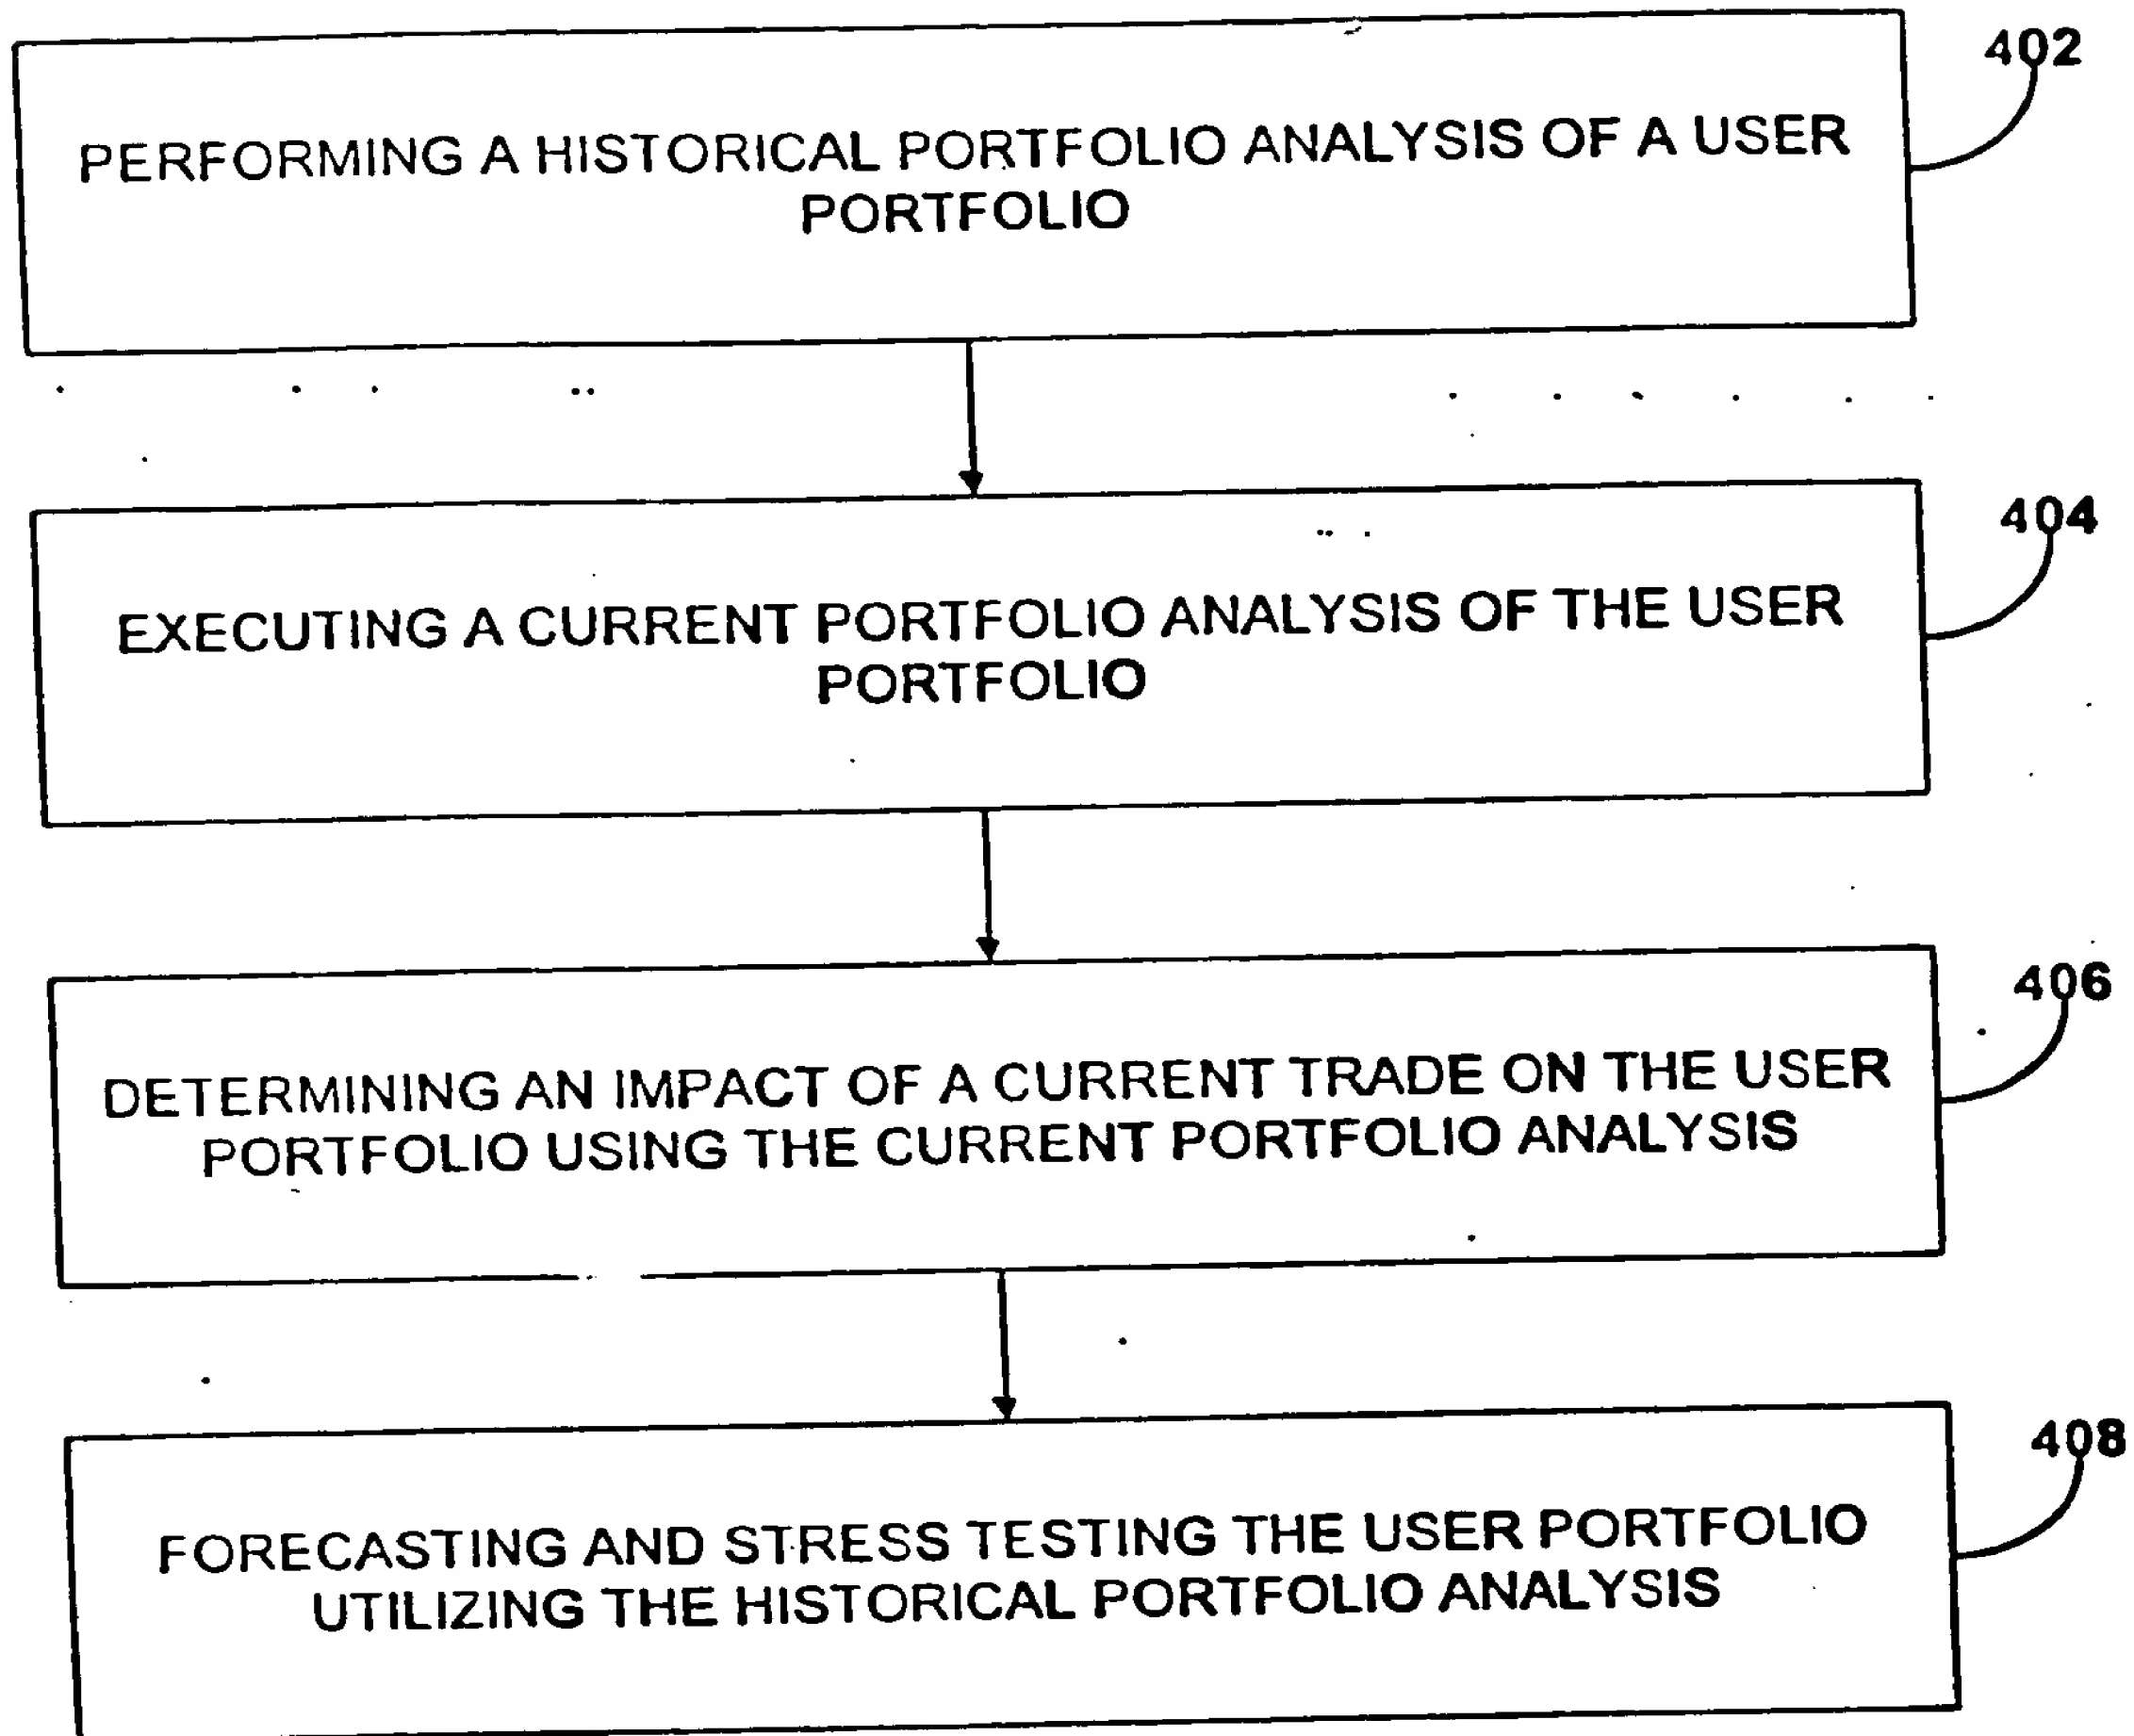 402
PERFORMING A HISTORICAL PORTFOLIO ANALYSIS OF A USER
PORTFOLIO
404
EXECUTING A CURRENT PORTFOLIO ANALYSIS OF THE USER
PORTFOLIO
406
DETERMINING AN IMPACT OF A CURRENT TRADE ON THE USER
PORTFOLIO USING THE CURRENT PORTFOLIO ANALYSIS
408
FORECASTING AND STRESS TESTING THE USER PORTFOLIO
UTILIZING THE HISTORICAL PORTFOLIO ANALYSIS